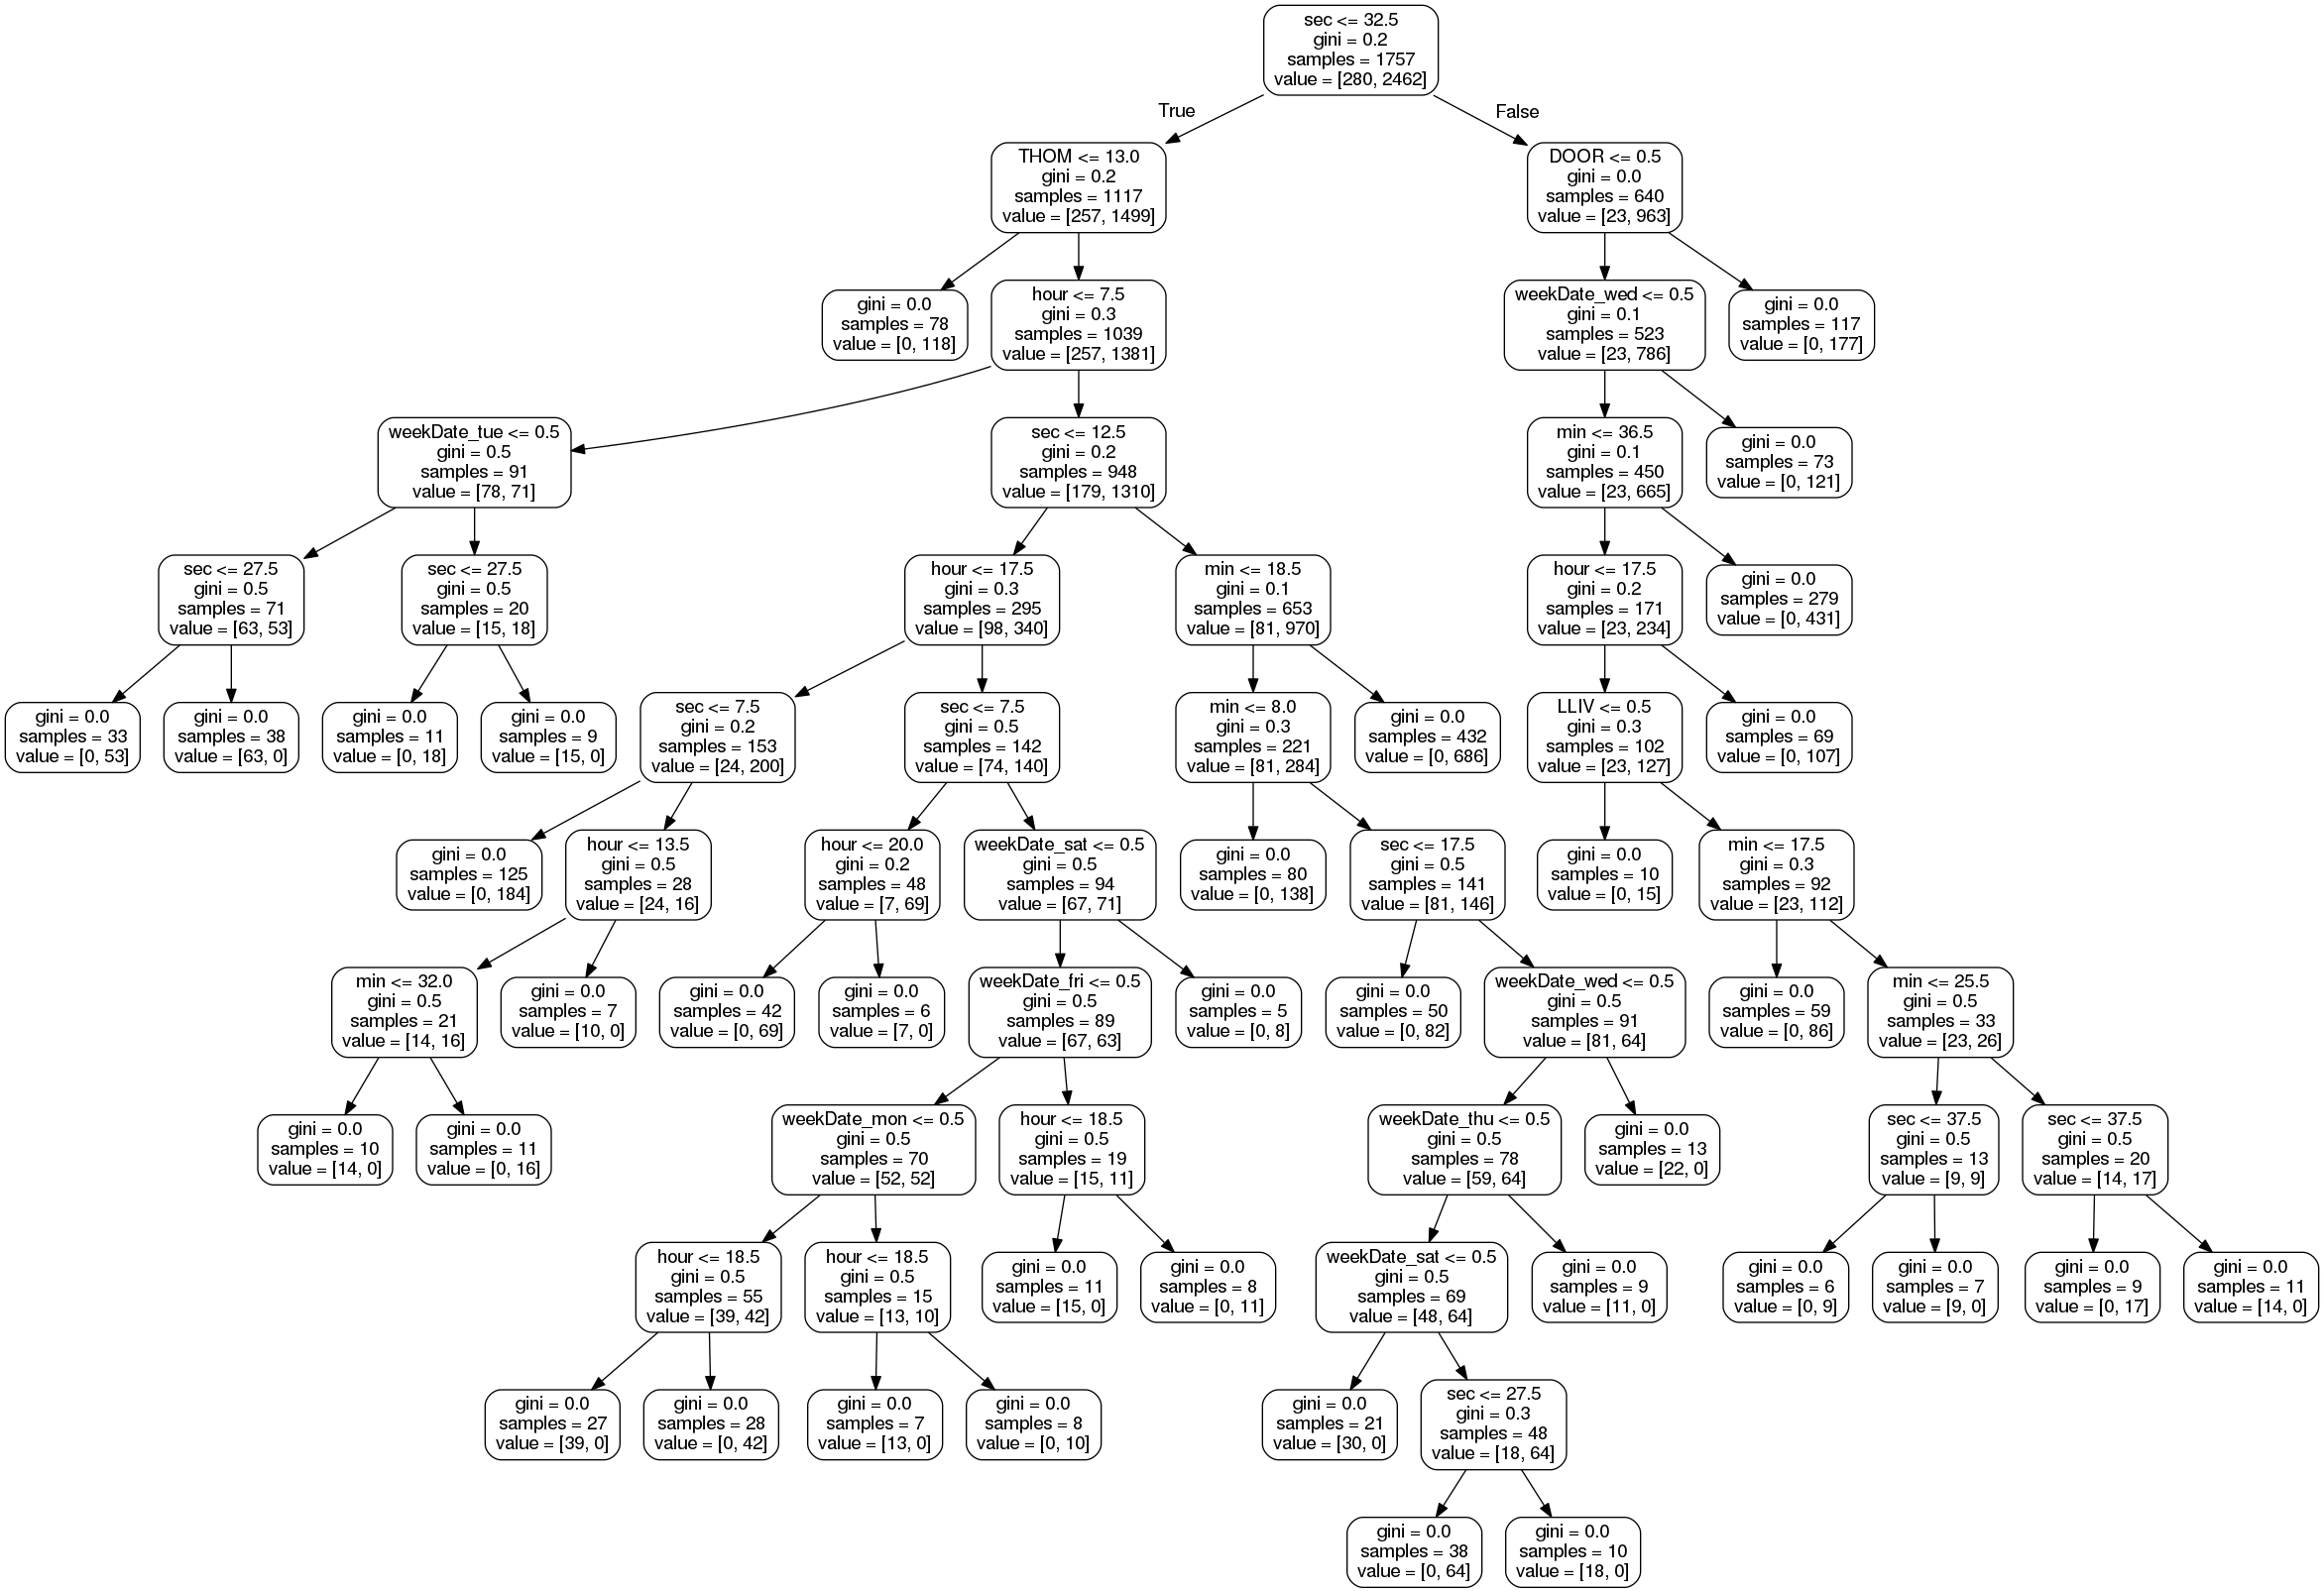 sec <= 32.5
gini = 0.2
samples = 1757
value = [280, 2462]
True
False
THOM <= 13.0
gini = 0.2
samples = 1117
value = [257, 1499]
DOOR <= 0.5
gini = 0.0
samples = 640
value = [23, 963]
gini = 0.0
samples = 78
value = [0, 118]
hour <= 7.5
gini = 0.3
samples = 1039
value = [257, 1381]
weekDate_wed <= 0.5
gini = 0.1
samples = 523
value = [23, 786]
gini = 0.0
samples = 117
value = [0, 177]
weekDate_tue <= 0.5
gini = 0.5
samples = 91
value = [78, 71]
sec <= 12.5
gini = 0.2
samples = 948
value = [179, 1310]
min <= 36.5
gini = 0.1
samples = 450
value = [23, 665]
gini = 0.0
samples = 73
value = [0, 121]
sec <= 27.5
gini = 0.5
samples = 71
value = [63, 53]
sec <= 27.5
gini = 0.5
samples = 20
value = [15, 18]
hour <= 17.5
gini = 0.3
samples = 295
value = [98, 340]
min <= 18.5
gini = 0.1
samples = 653
value = [81, 970]
hour <= 17.5
gini = 0.2
samples = 171
value = [23, 234]
gini = 0.0
samples = 279
value = [0, 431]
gini = 0.0
samples = 33
value = [0, 53]
gini = 0.0
samples = 38
value = [63, 0]
gini = 0.0
samples = 11
value = [0, 18]
gini = 0.0
samples = 9
value = [15, 0]
sec <= 7.5
gini = 0.2
samples = 153
value = [24, 200]
sec <= 7.5
gini = 0.5
samples = 142
value = [74, 140]
min <= 8.0
gini = 0.3
samples = 221
value = [81, 284]
gini = 0.0
samples = 432
value = [0, 686]
LLIV <= 0.5
gini = 0.3
samples = 102
value = [23, 127]
gini = 0.0
samples = 69
value = [0, 107]
gini = 0.0
samples = 125
value = [0, 184]
hour <= 13.5
gini = 0.5
samples = 28
value = [24, 16]
hour <= 20.0
gini = 0.2
samples = 48
value = [7, 69]
weekDate_sat <= 0.5
gini = 0.5
samples = 94
value = [67, 71]
gini = 0.0
samples = 80
value = [0, 138]
sec <= 17.5
gini = 0.5
samples = 141
value = [81, 146]
gini = 0.0
samples = 10
value = [0, 15]
min <= 17.5
gini = 0.3
samples = 92
value = [23, 112]
min <= 32.0
gini = 0.5
samples = 21
value = [14, 16]
gini = 0.0
samples = 7
value = [10, 0]
gini = 0.0
samples = 42
value = [0, 69]
gini = 0.0
samples = 6
value = [7, 0]
weekDate_fri <= 0.5
gini = 0.5
samples = 89
value = [67, 63]
gini = 0.0
samples = 5
value = [0, 8]
gini = 0.0
samples = 50
value = [0, 82]
weekDate_wed <= 0.5
gini = 0.5
samples = 91
value = [81, 64]
gini = 0.0
samples = 59
value = [0, 86]
min <= 25.5
gini = 0.5
samples = 33
value = [23, 26]
gini = 0.0
samples = 10
value = [14, 0]
gini = 0.0
samples = 11
value = [0, 16]
weekDate_mon <= 0.5
gini = 0.5
samples = 70
value = [52, 52]
hour <= 18.5
gini = 0.5
samples = 19
value = [15, 11]
weekDate_thu <= 0.5
gini = 0.5
samples = 78
value = [59, 64]
gini = 0.0
samples = 13
value = [22, 0]
sec <= 37.5
gini = 0.5
samples = 13
value = [9, 9]
sec <= 37.5
gini = 0.5
samples = 20
value = [14, 17]
hour <= 18.5
gini = 0.5
samples = 55
value = [39, 42]
hour <= 18.5
gini = 0.5
samples = 15
value = [13, 10]
gini = 0.0
samples = 11
value = [15, 0]
gini = 0.0
samples = 8
value = [0, 11]
weekDate_sat <= 0.5
gini = 0.5
samples = 69
value = [48, 64]
gini = 0.0
samples = 9
value = [11, 0]
gini = 0.0
samples = 6
value = [0, 9]
gini = 0.0
samples = 7
value = [9, 0]
gini = 0.0
samples = 9
value = [0, 17]
gini = 0.0
samples = 11
value = [14, 0]
gini = 0.0
samples = 27
value = [39, 0]
gini = 0.0
samples = 28
value = [0, 42]
gini = 0.0
samples = 7
value = [13, 0]
gini = 0.0
samples = 8
value = [0, 10]
gini = 0.0
samples = 21
value = [30, 0]
sec <= 27.5
gini = 0.3
samples = 48
value = [18, 64]
gini = 0.0
samples = 38
value = [0, 64]
gini = 0.0
samples = 10
value = [18, 0]